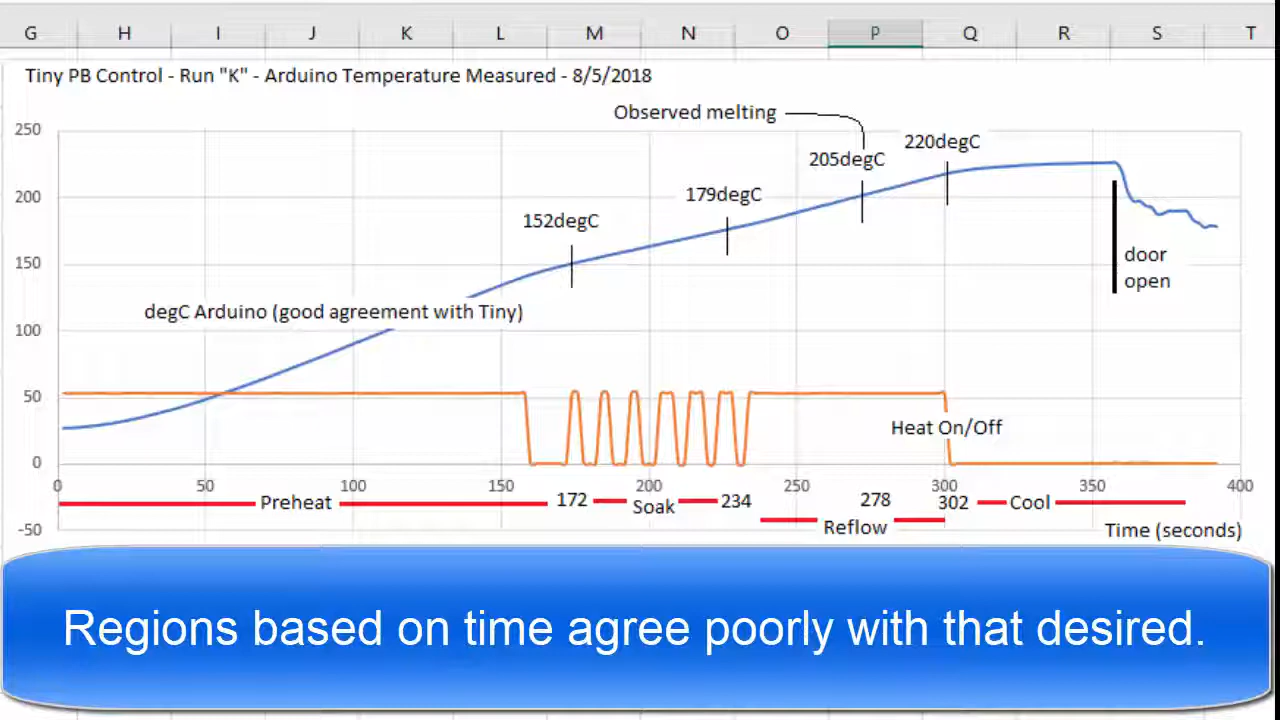 G H I J K L M N O P Q R S T
Tiny PB Control - Run "K" - Arduino Temperature Measured - 8/5/2018
Observed melting
250
220degC
205degC
200
179degC
152degC
door
open
150
degC Arduino (good agreement with Tiny)
100
50
Heat On/Off
0
0 50 100 150 200 250 300 350 400
Preheat 172 Soak 234 278 302 Cool
Reflow
-50
Time (seconds)
Regions based on time agree poorly with that desired.